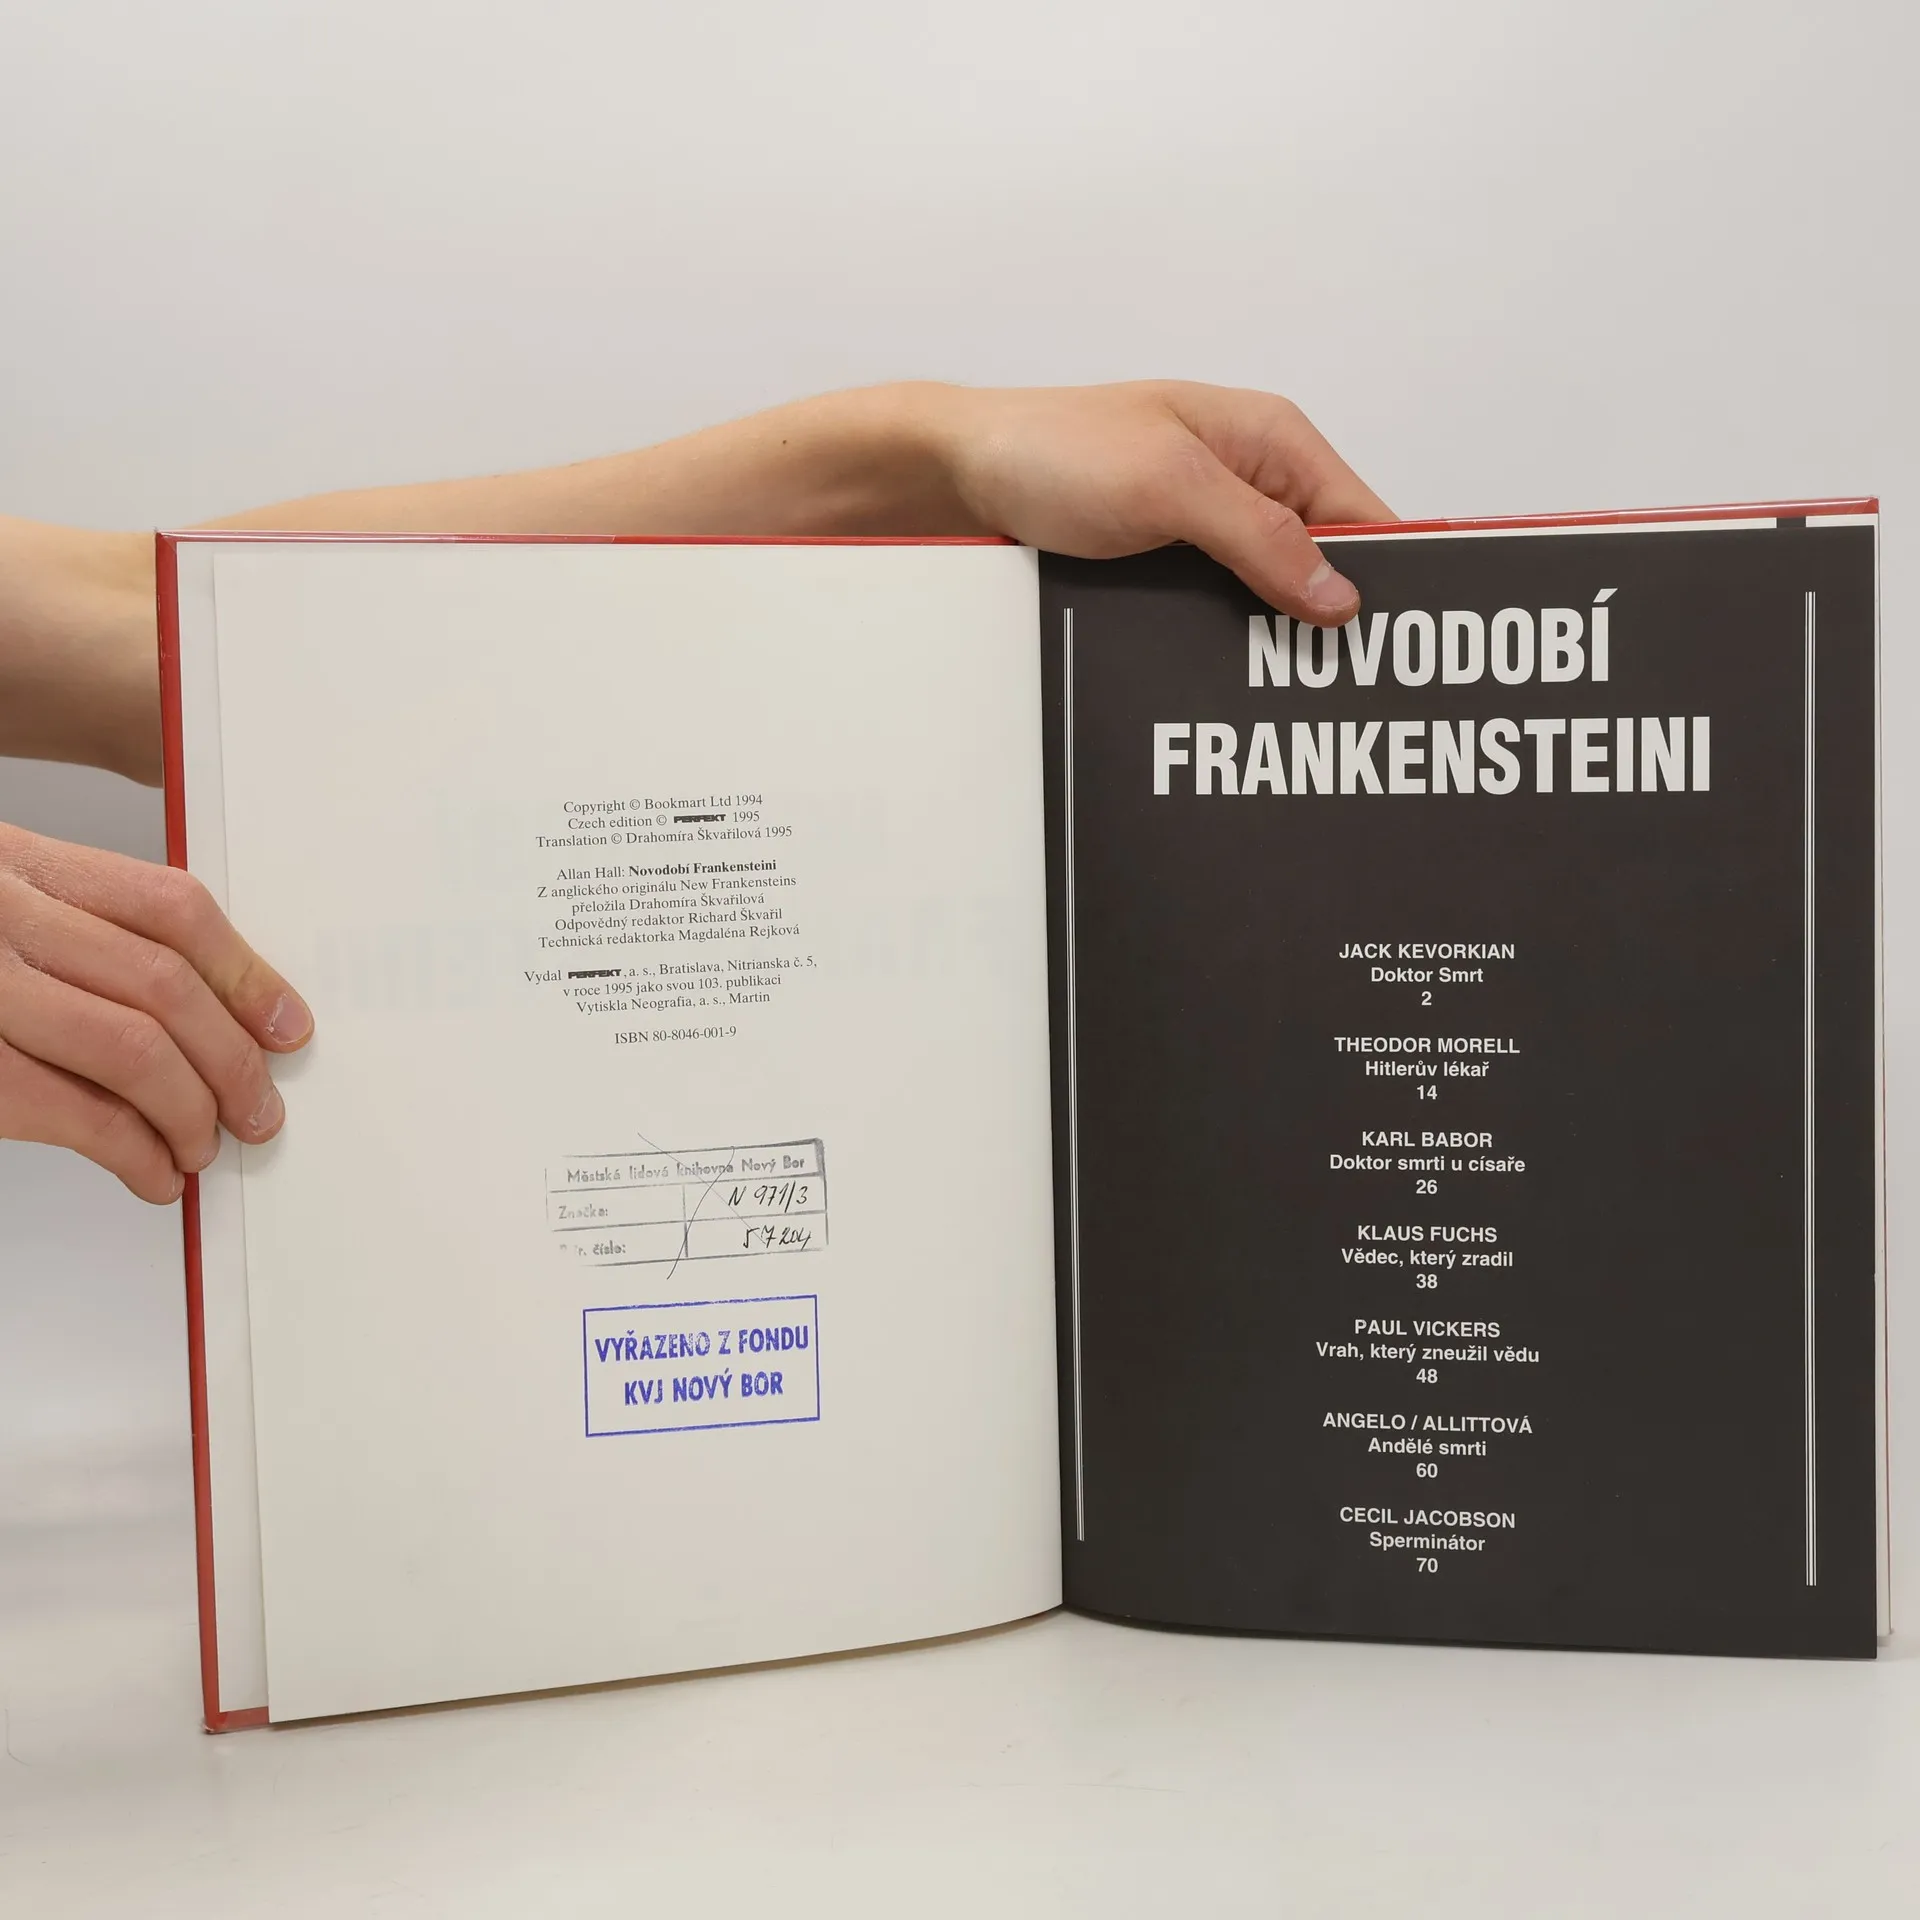 Copyright © Bookmart Ltd 1994
Czech edition © PERFEKT 1995
Translation © Drahomíra Škvařilová 1995
Allan Hall: Novodobí Frankensteini
Z anglického originálu New Frankensteins
přeložila Drahomíra Škvařilová
Odpovědný redaktor Richard Škvařil
Technická redaktorka Magdaléna Rejková
Vydal PERFEKT, a. s., Bratislava, Nitrianska č. 5,
v roce 1995 jako svou 103. publikaci
Vytiskla Neografia, a. s., Martin
ISBN 80-8046-001-9
Městská lidová knihovna Nový Bor
Značka: N 971/3
čislo: 57204
VYŘAZENO Z FONDU
KVJ NOVÝ BOR
NOVODOBÍ
FRANKENSTEINI
JACK KEVORKIAN
Doktor Smrt
2
THEODOR MORELL
Hitlerův lékař
14
KARL BABOR
Doktor smrti u císaře
26
KLAUS FUCHS
Vědec, který zradil
38
PAUL VICKERS
Vrah, který zneužil vědu
48
ANGELO / ALLITTOVÁ
Andělé smrti
60
CECIL JACOBSON
Sperminátor
70